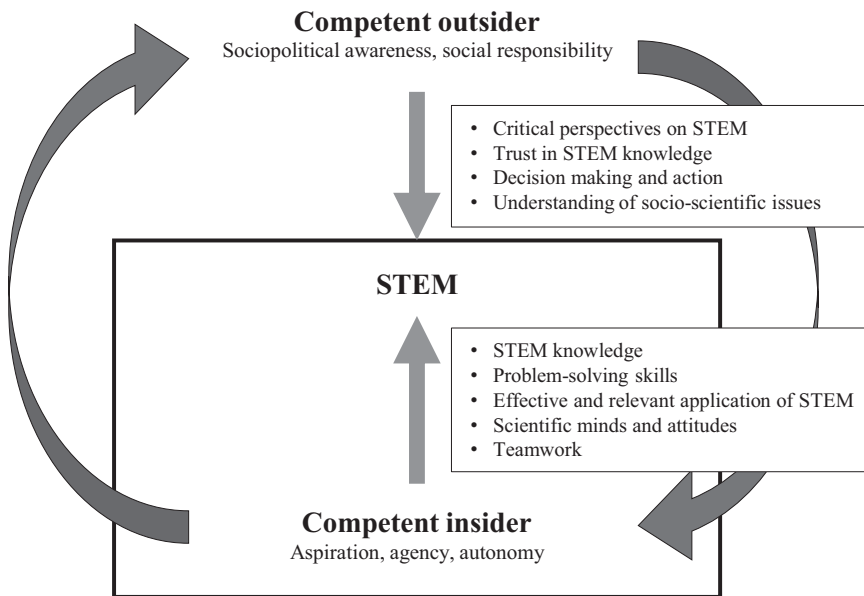 Competent outsider
Sociopolitical awareness, social responsibility
• Critical perspectives on STEM
• Trust in STEM knowledge
• Decision making and action
• Understanding of socio-scientific issues
STEM
• STEM knowledge
• Problem-solving skills
• Effective and relevant application of STEM
• Scientific minds and attitudes
• Teamwork
Competent insider
Aspiration, agency, autonomy